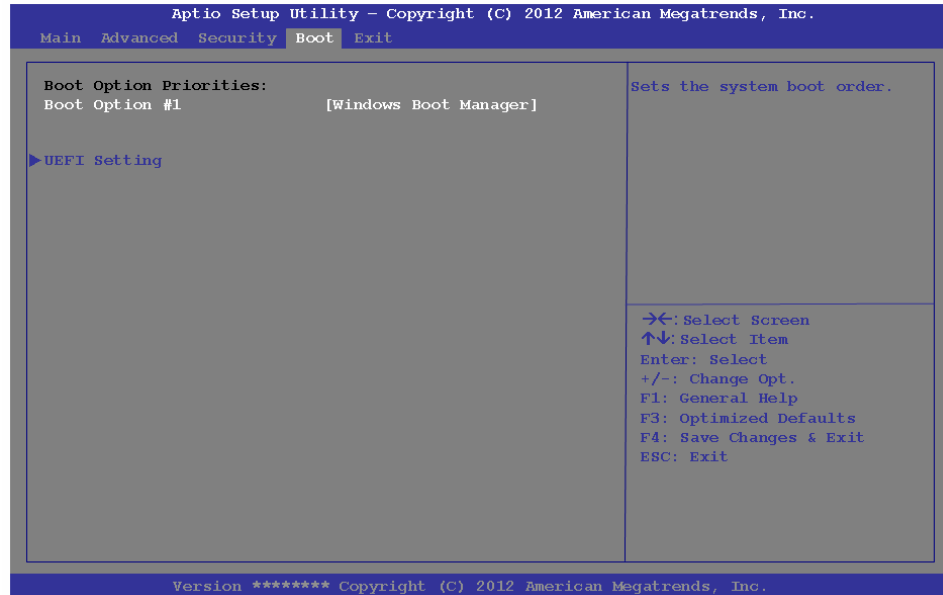 Aptio Setup Utility – Copyright (C) 2012 American Megatrends, Inc.
Main Advanced Security Boot Exit
Boot Option Priorities:
Boot Option #1 [Windows Boot Manager]
▶UEFI Setting
Sets the system boot order.
→←:Select Screen
↑↓:Select Item
Enter: Select
+/-: Change Opt.
F1: General Help
F3: Optimized Defaults
F4: Save Changes & Exit
ESC: Exit
Version ******** Copyright (C) 2012 American Megatrends, Inc.